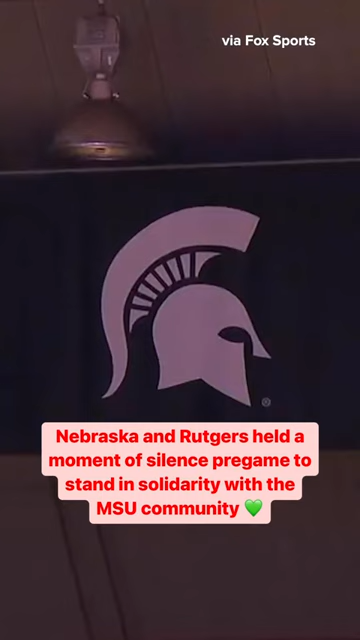 via Fox Sports
®
Nebraska and Rutgers held a
moment of silence pregame to
stand in solidarity with the
MSU community 💚